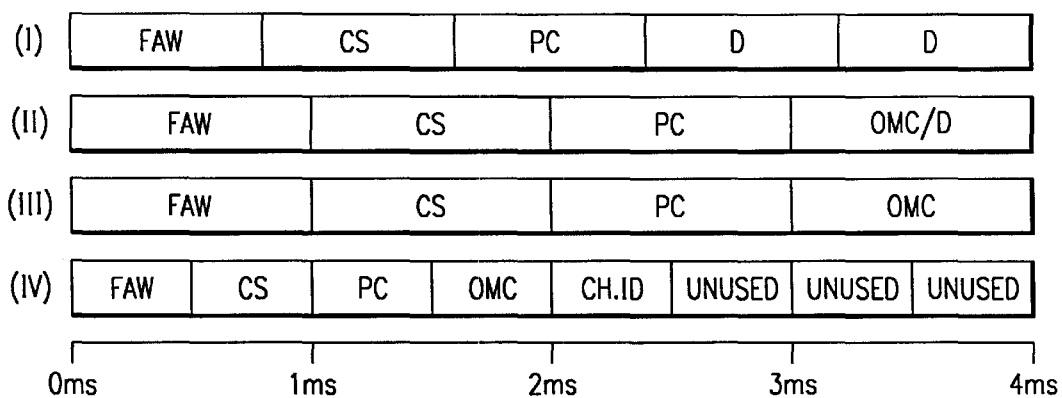 (I) FAW CS PC D D
(II) FAW CS PC OMC/D
(III) FAW CS PC OMC
(IV) FAW CS PC OMC CH.ID UNUSED UNUSED UNUSED
0ms 1ms 2ms 3ms 4ms